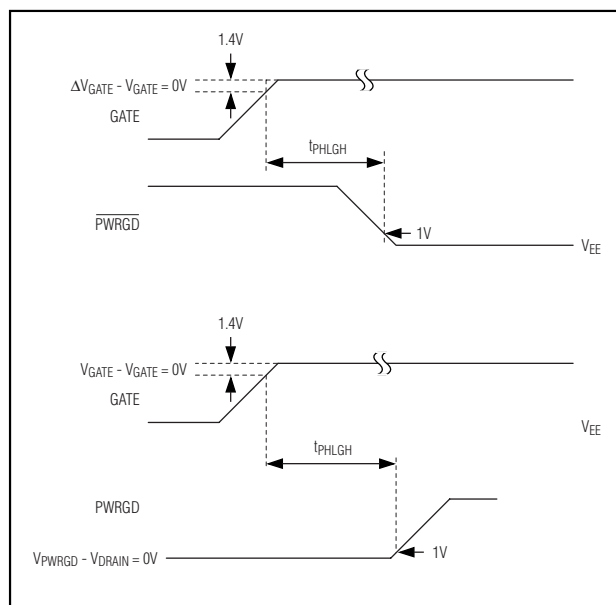 1.4V
ΔVGATE - VGATE = 0V
GATE
tPHLGH
PWRGD
1V
VEE
1.4V
VGATE - VGATE = 0V
GATE
VEE
tPHLGH
PWRGD
VPWRGD - VDRAIN = 0V
1V